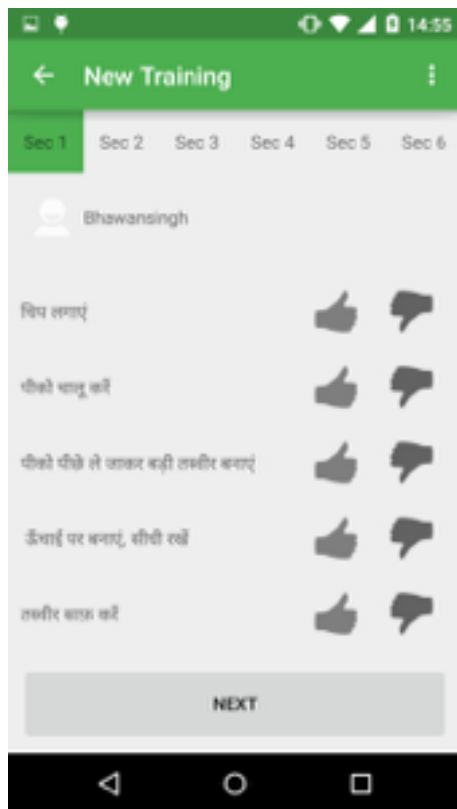 14:55
New Training
Sec 1 Sec 2 Sec 3 Sec 4 Sec 5 Sec 6
Bhawansingh
चिप लगाएं
पीको चालू करें
पीको पीछे ले जाकर बड़ी तस्वीर बनाएं
ऊँचाई पर बनाएं, सीधी रखें
तस्वीर साफ़ करें
NEXT